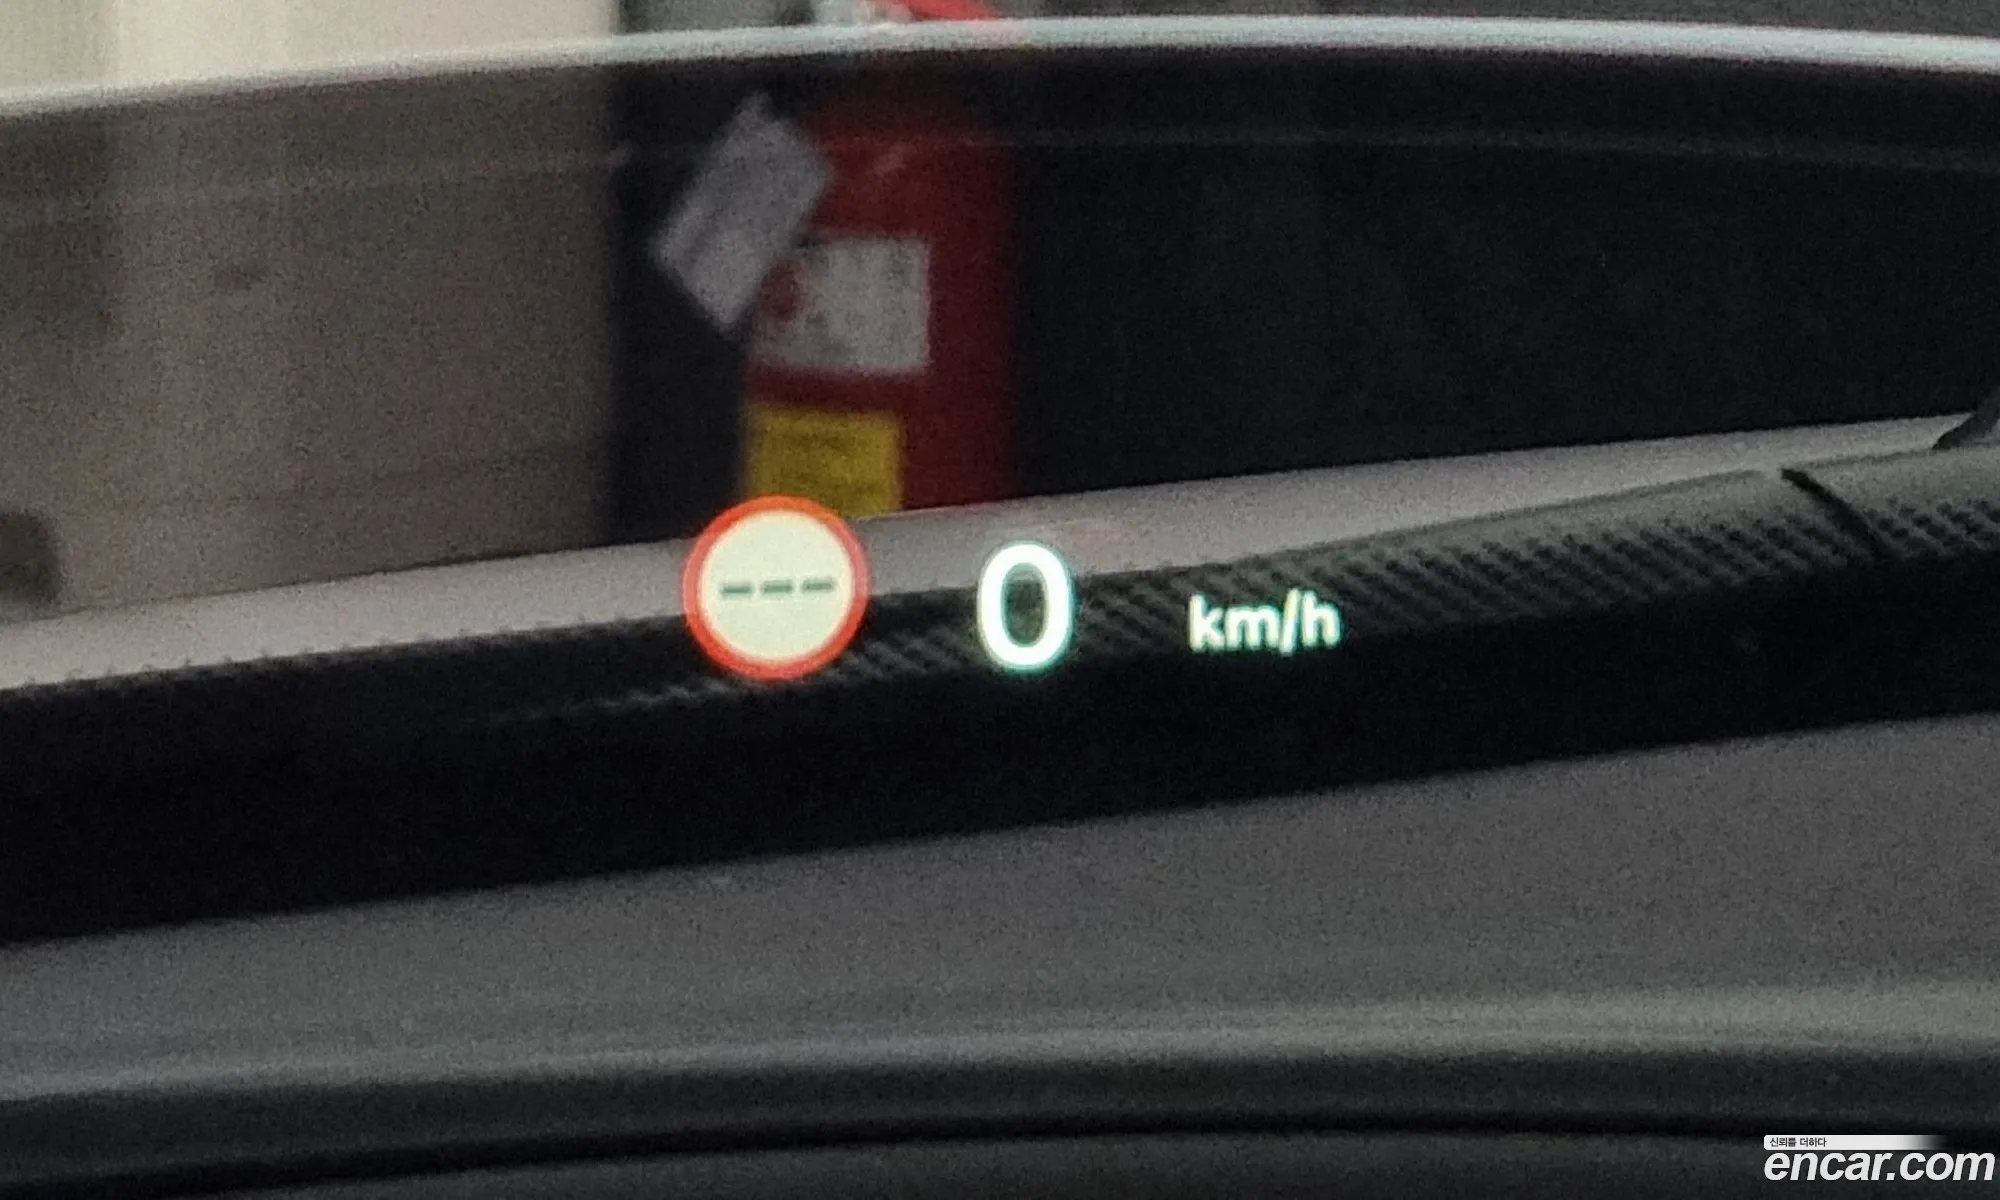 ---
0 km/h
신뢰를 더하다
encar.com